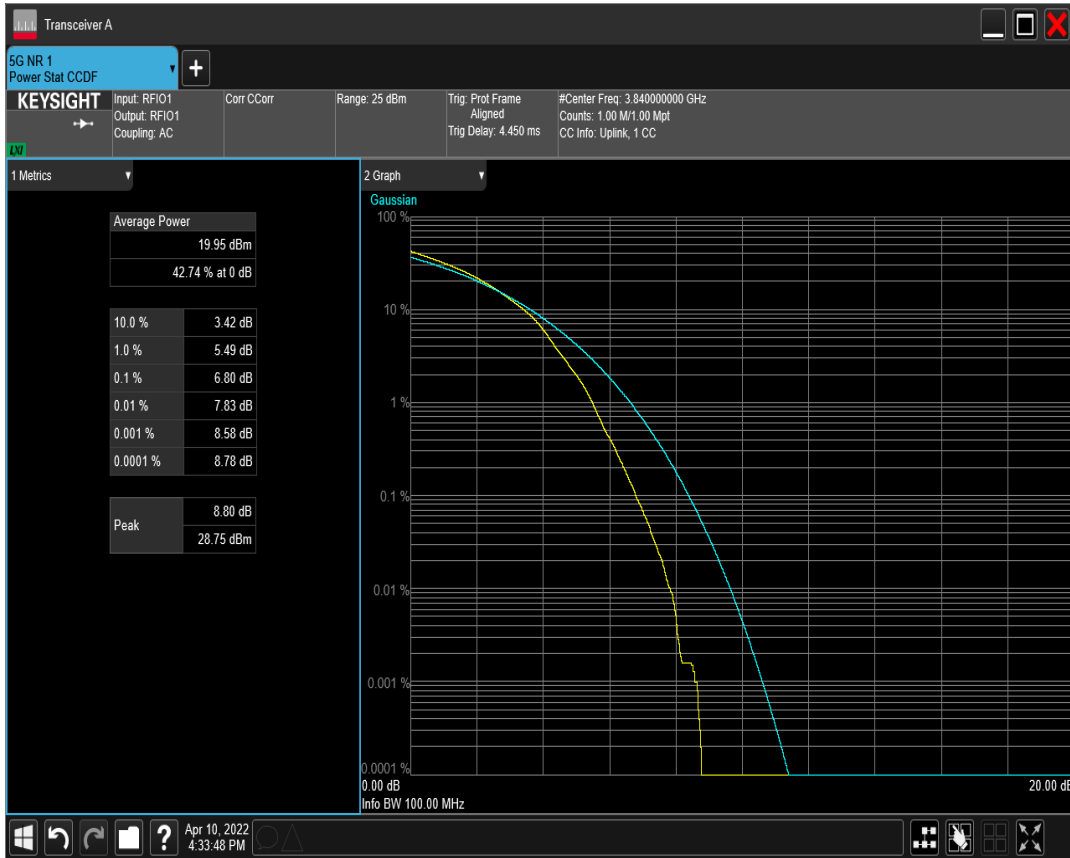 Transceiver A
5G NR 1
Power Stat CCDF
KEYSIGHT
Input: RFIO1
Output: RFIO1
Coupling: AC
Corr CCorr
Range: 25 dBm
Trig: Prot Frame
Aligned
Trig Delay: 4.450 ms
#Center Freq: 3.840000000 GHz
Counts: 1.00 M/1.00 Mpt
CC Info: Uplink, 1 CC
LXI
1 Metrics
Average Power
19.95 dBm
42.74 % at 0 dB
10.0 % 3.42 dB
1.0 % 5.49 dB
0.1 % 6.80 dB
0.01 % 7.83 dB
0.001 % 8.58 dB
0.0001 % 8.78 dB
Peak
8.80 dB
28.75 dBm
2 Graph
Gaussian
100 %
10 %
1 %
0.1 %
0.01 %
0.001 %
0.0001 %
0.00 dB 20.00 dB
Info BW 100.00 MHz
? Apr 10, 2022
4:33:48 PM